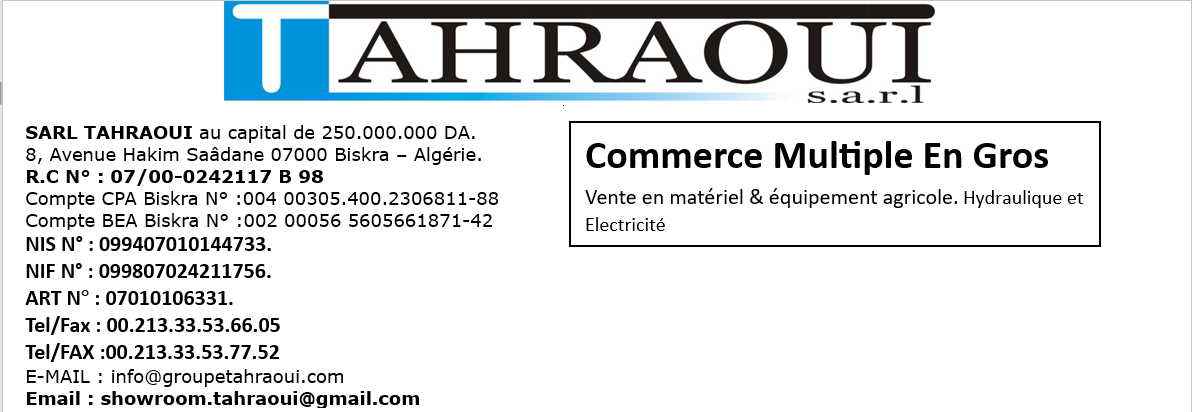 TAHRAOUI
s.a.r.l
SARL TAHRAOUI au capital de 250.000.000 DA.
8, Avenue Hakim Saâdane 07000 Biskra – Algérie.
R.C N° : 07/00-0242117 B 98
Compte CPA Biskra N° :004 00305.400.2306811-88
Compte BEA Biskra N° :002 00056 5605661871-42
NIS N° : 099407010144733.
NIF N° : 099807024211756.
ART N° : 07010106331.
Tel/Fax : 00.213.33.53.66.05
Tel/FAX :00.213.33.53.77.52
E-MAIL : info@groupetahraoui.com
Email : showroom.tahraoui@gmail.com
Commerce Multiple En Gros
Vente en matériel & équipement agricole. Hydraulique et
Electricité